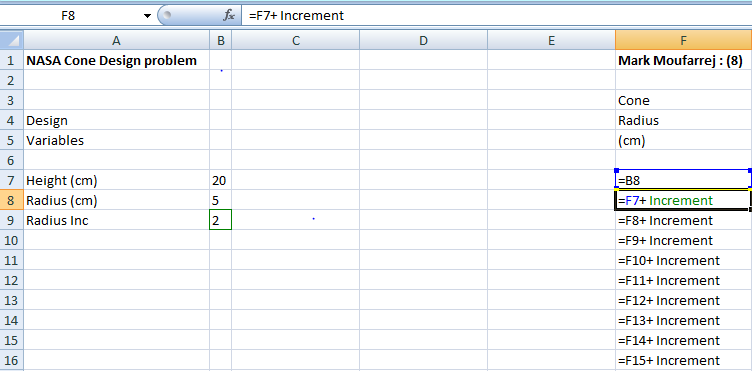 F8 fx =F7+ Increment
A B C D E F
1 NASA Cone Design problem Mark Moufarrej : (8)
2
3 Cone
4 Design Radius
5 Variables (cm)
6
7 Height (cm) 20 =B8
8 Radius (cm) 5 =F7+ Increment
9 Radius Inc 2 =F8+ Increment
10 =F9+ Increment
11 =F10+ Increment
12 =F11+ Increment
13 =F12+ Increment
14 =F13+ Increment
15 =F14+ Increment
16 =F15+ Increment